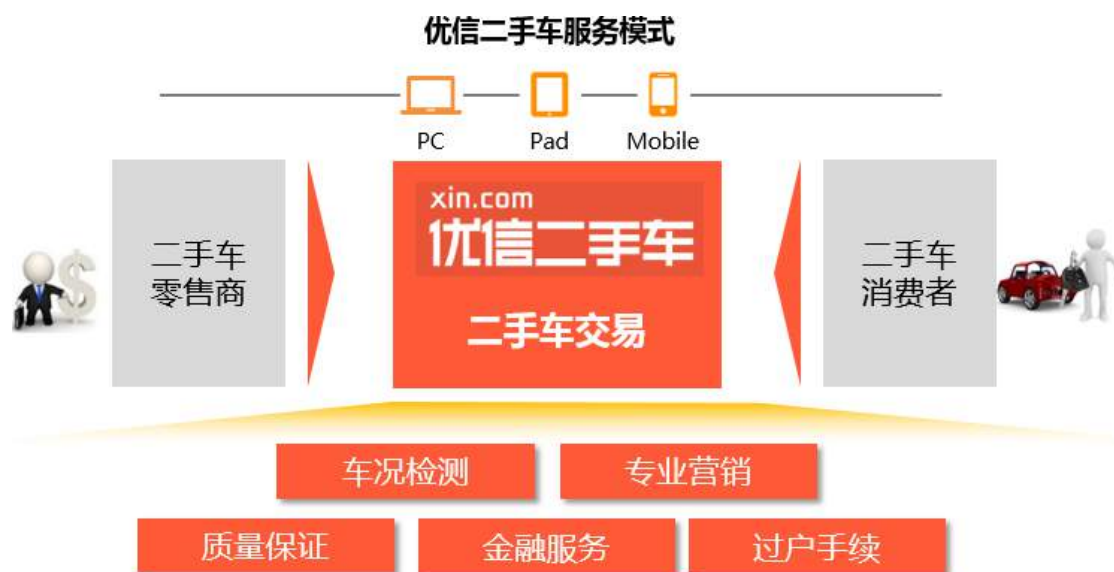 优信二手车服务模式
PC Pad Mobile
二手车
零售商
xin.com
优信二手车
二手车交易
二手车
消费者
车况检测 专业营销
质量保证 金融服务 过户手续